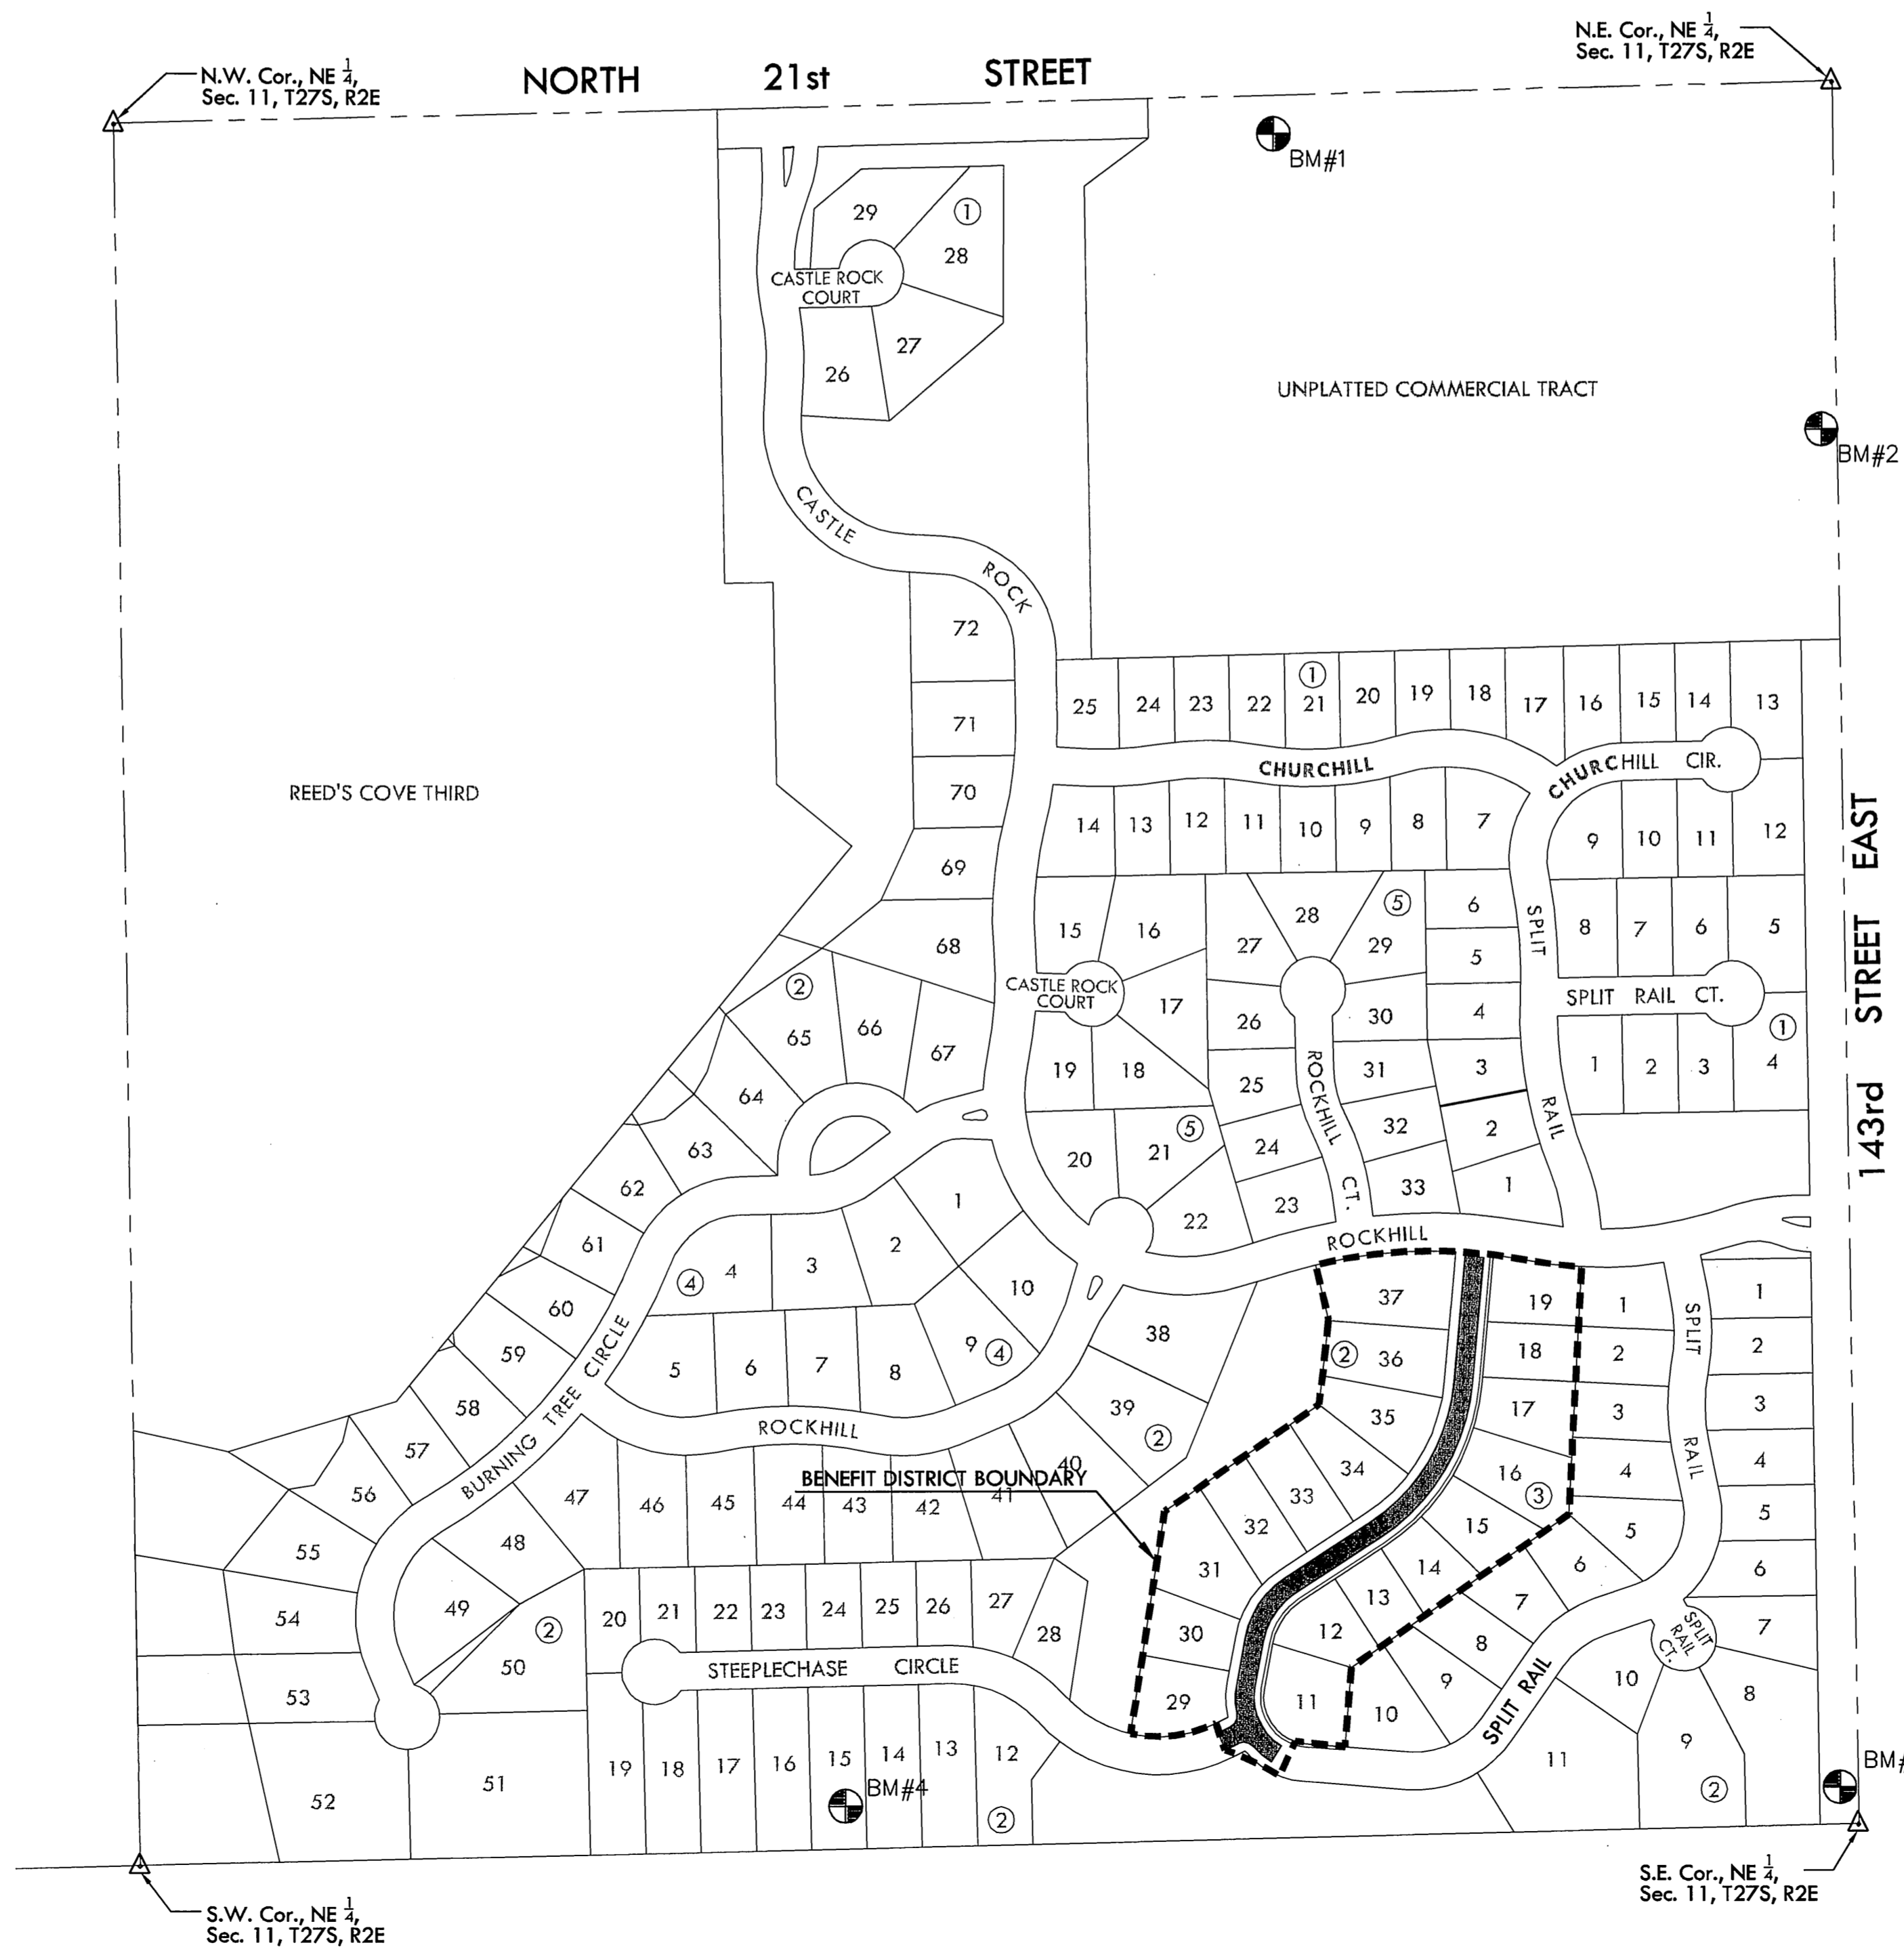 N.W. Cor., NE 1/4,
Sec. 11, T27S, R2E
NORTH 21st STREET
N.E. Cor., NE 1/4,
Sec. 11, T27S, R2E
BM#1
29
①
28
CASTLE ROCK
COURT
27
26
UNPLATTED COMMERCIAL TRACT
BM#2
CASTLE
ROCK
72
71
70
69
68
REED'S COVE THIRD
①
25 24 23 22 21 20 19 18 17 16 15 14 13
CHURCHILL
CHURCHILL CIR.
14 13 12 11 10 9 8 7
9 10 11 12
143rd STREET EAST
SPLIT
RAIL
15 16
27 28 29
⑤
6
5
4
3
2
1
8 7 6 5
CASTLE ROCK
COURT
17
26
30
SPLIT RAIL CT.
①
19 18
25
31
1 2 3 4
ROCKHILL
CT.
32
33
24
23
20 21
⑤
22
②
65 66 67
64
63
62
61
60
59
58
57
56
55
54
53
52
1
2
3
4
④
10
9
④
5 6 7 8
BURNING TREE CIRCLE
ROCKHILL
ROCKHILL
38
39
②
40
BENEFIT DISTRICT BOUNDARY
47 46 45 44 43 42 41
48
49
②
50
51
37
②
36
35
34
33
32
31
30
29
19
18
17
16
③
15
14
13
12
11
1
2
3
4
5
6
7
8
9
10
SPLIT
RAIL
1
2
3
4
5
6
7
8
SPLIT
RAIL
CT.
SPLIT RAIL
10
9
②
11
20 21 22 23 24 25 26 27
28
STEEPLECHASE CIRCLE
19 18 17 16 15 14 13 12
②
BM#4
BM#
S.W. Cor., NE 1/4,
Sec. 11, T27S, R2E
S.E. Cor., NE 1/4,
Sec. 11, T27S, R2E